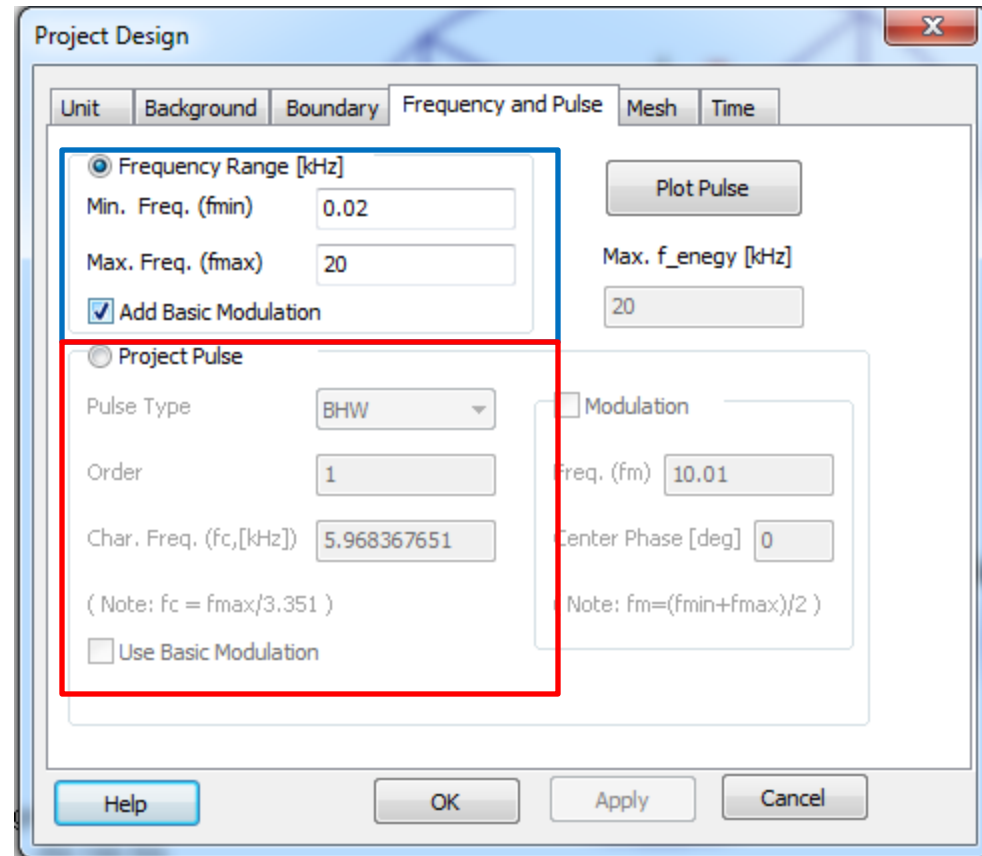 Project Design
Unit Background Boundary Frequency and Pulse Mesh Time
Frequency Range [kHz]
Min. Freq. (fmin) 0.02
Max. Freq. (fmax) 20
Add Basic Modulation
Plot Pulse
Max. f_enegy [kHz]
20
Project Pulse
Pulse Type BHW
Order 1
Char. Freq. (fc,[kHz]) 5.968367651
( Note: fc = fmax/3.351 )
Use Basic Modulation
Modulation
Freq. (fm) 10.01
Center Phase [deg] 0
( Note: fm=(fmin+fmax)/2 )
Help OK Apply Cancel